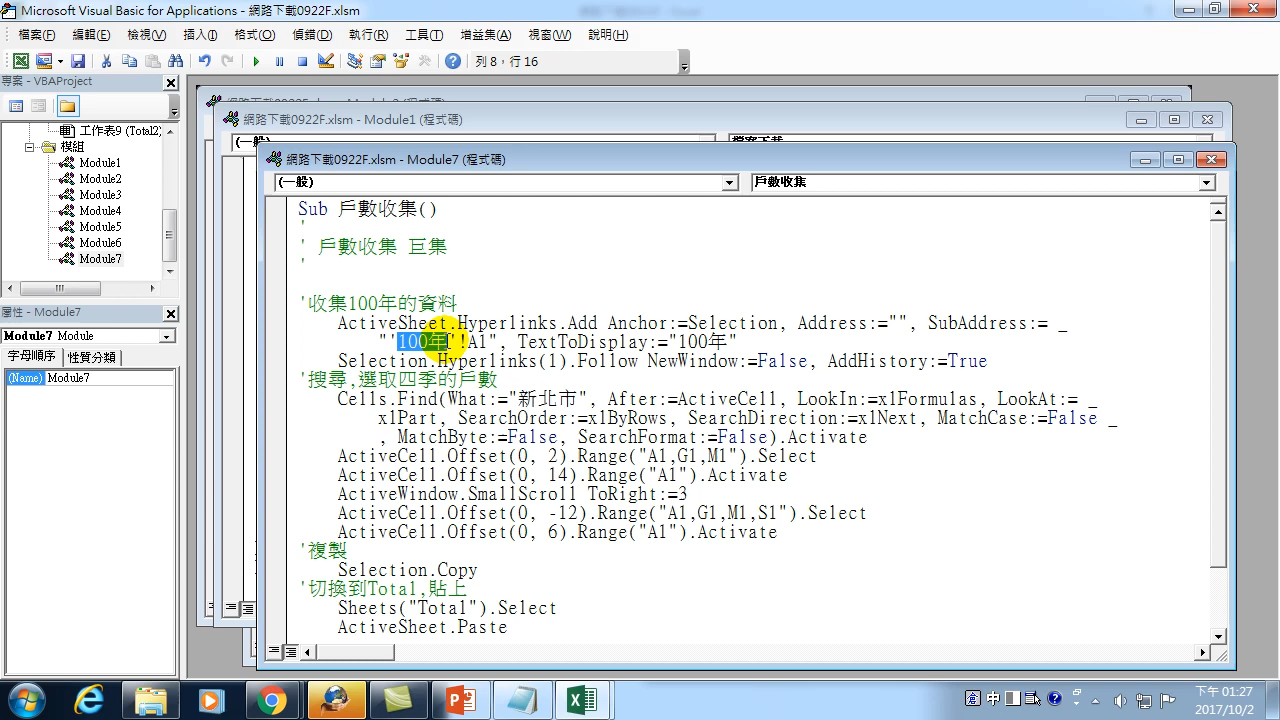 Microsoft Visual Basic for Applications - 網路下載0922F.xlsm
檔案(F) 編輯(E) 檢視(V) 插入(I) 格式(O) 偵錯(D) 執行(R) 工具(T) 增益集(A) 視窗(W) 說明(H)
列 8，行 16
專案 - VBAProject
工作表9 (Total2)
模組
Module1
Module2
Module3
Module4
Module5
Module6
Module7
屬性 - Module7
Module7 Module
字母順序 性質分類
(Name) Module7
網路下載0922F.xlsm - Module1 (程式碼)
網路下載0922F.xlsm - Module7 (程式碼)
(一般) 戶數收集
Sub 戶數收集()
'
' 戶數收集 巨集
'
'收集100年的資料
ActiveSheet.Hyperlinks.Add Anchor:=Selection, Address:="", SubAddress:= _
"'100年'!A1", TextToDisplay:="100年"
Selection.Hyperlinks(1).Follow NewWindow:=False, AddHistory:=True
'搜尋,選取四季的戶數
Cells.Find(What:="新北市", After:=ActiveCell, LookIn:=xlFormulas, LookAt:= _
xlPart, SearchOrder:=xlByRows, SearchDirection:=xlNext, MatchCase:=False _
, MatchByte:=False, SearchFormat:=False).Activate
ActiveCell.Offset(0, 2).Range("A1,G1,M1").Select
ActiveCell.Offset(0, 14).Range("A1").Activate
ActiveWindow.SmallScroll ToRight:=3
ActiveCell.Offset(0, -12).Range("A1,G1,M1,S1").Select
ActiveCell.Offset(0, 6).Range("A1").Activate
'複製
Selection.Copy
'切換到Total,貼上
Sheets("Total").Select
ActiveSheet.Paste
中
下午 01:27
2017/10/2